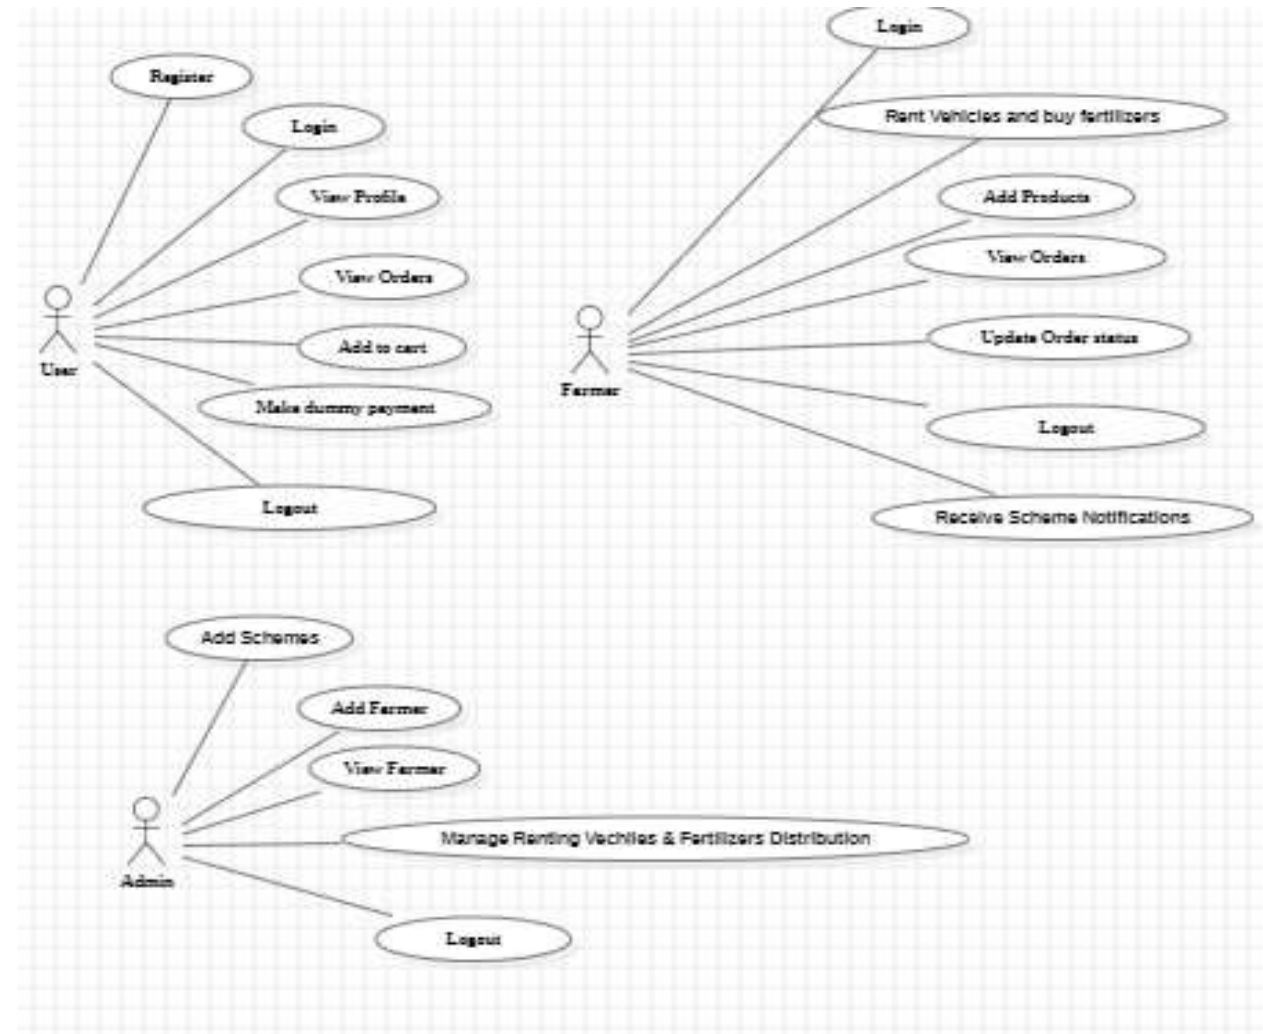 Register
Login
View Profile
View Orders
Add to cart
User
Make dummy payment
Logout
Login
Rent Vehicles and buy fertilizers
Add Products
View Orders
Update Order status
Farmer
Logout
Receive Scheme Notifications
Add Schemes
Add Farmer
View Farmer
Manage Renting Vechiles & Fertilizers Distribution
Admin
Logout